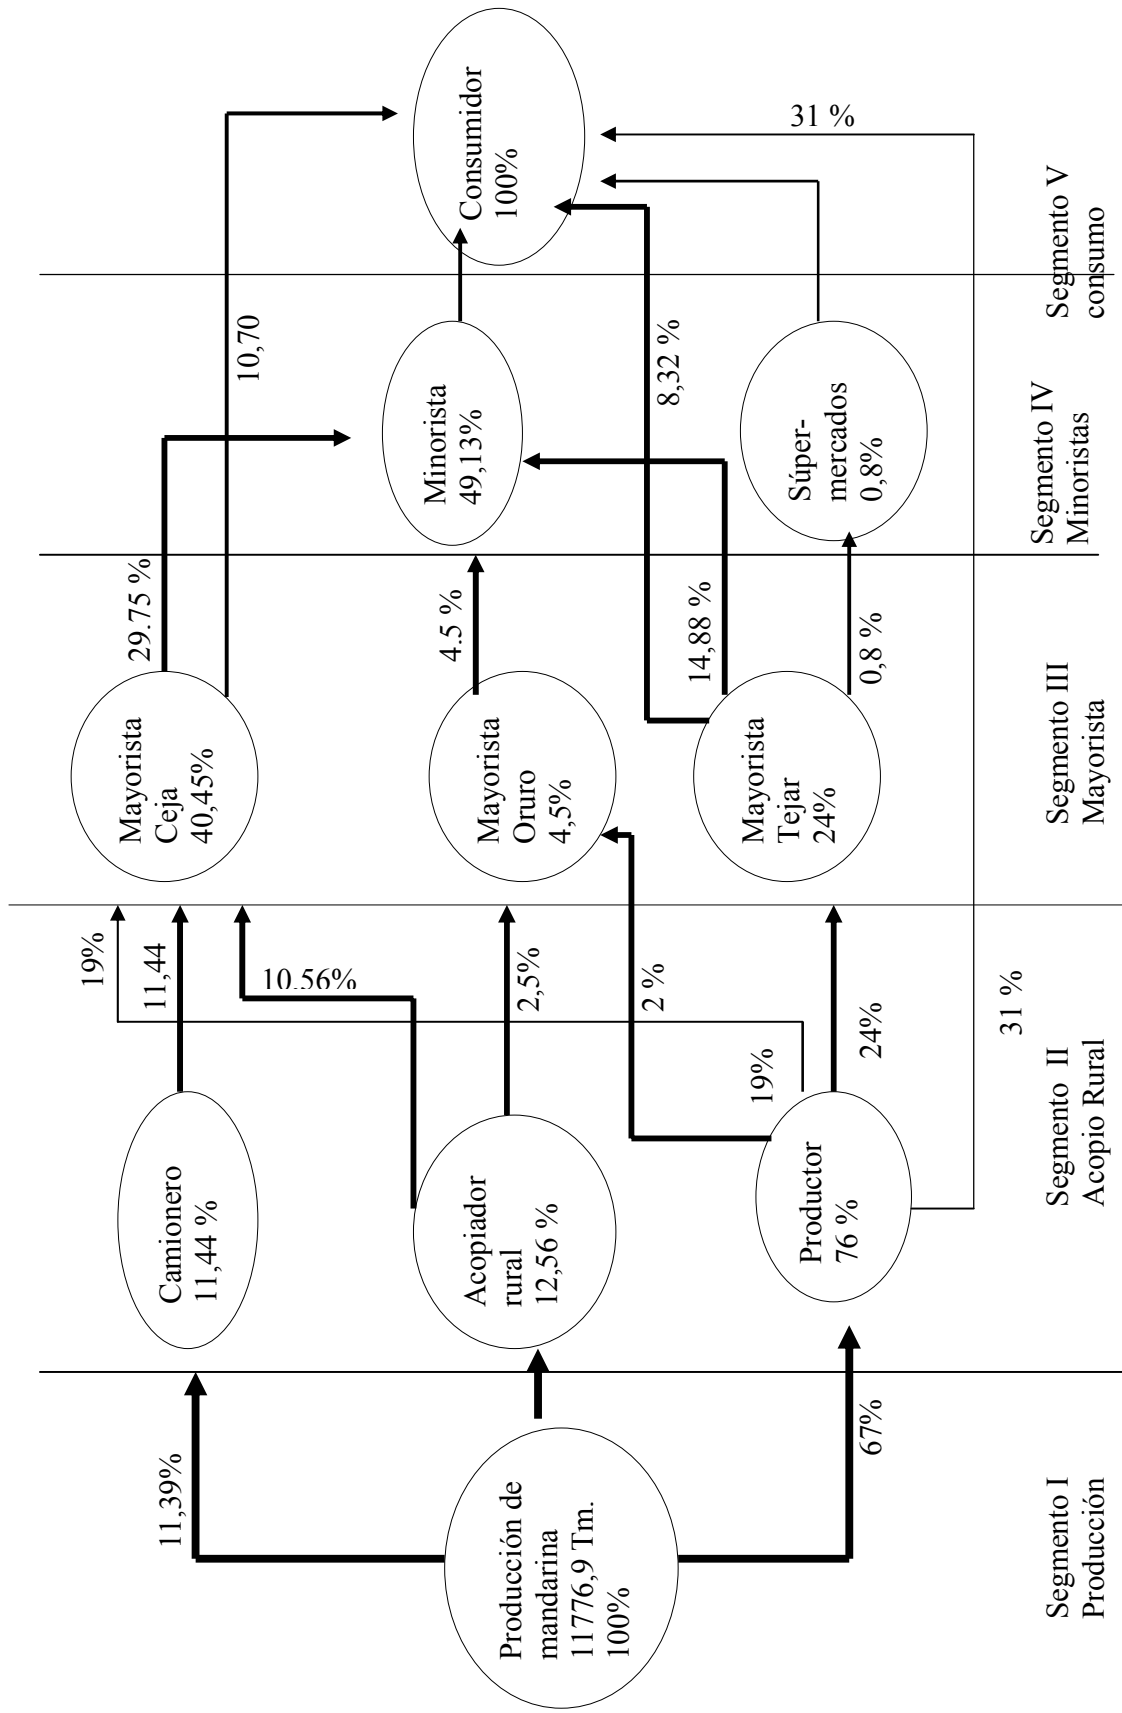 Producción de
mandarina
11776,9 Tm.
100%
11,39%
67%
Segmento I
Producción
Camionero
11,44 %
Acopiador
rural
12,56 %
Productor
76 %
19%
11,44
10.56%
2,5%
2 %
19%
24%
31 %
Segmento II
Acopio Rural
Mayorista
Ceja
40,45%
Mayorista
Oruro
4,5%
Mayorista
Tejar
24%
29.75 %
10,70
4.5 %
14,88 %
8,32 %
0,8 %
Segmento III
Mayorista
Minorista
49,13%
Súper-
mercados
0,8%
Segmento IV
Minoristas
Consumidor
100%
31 %
Segmento V
consumo